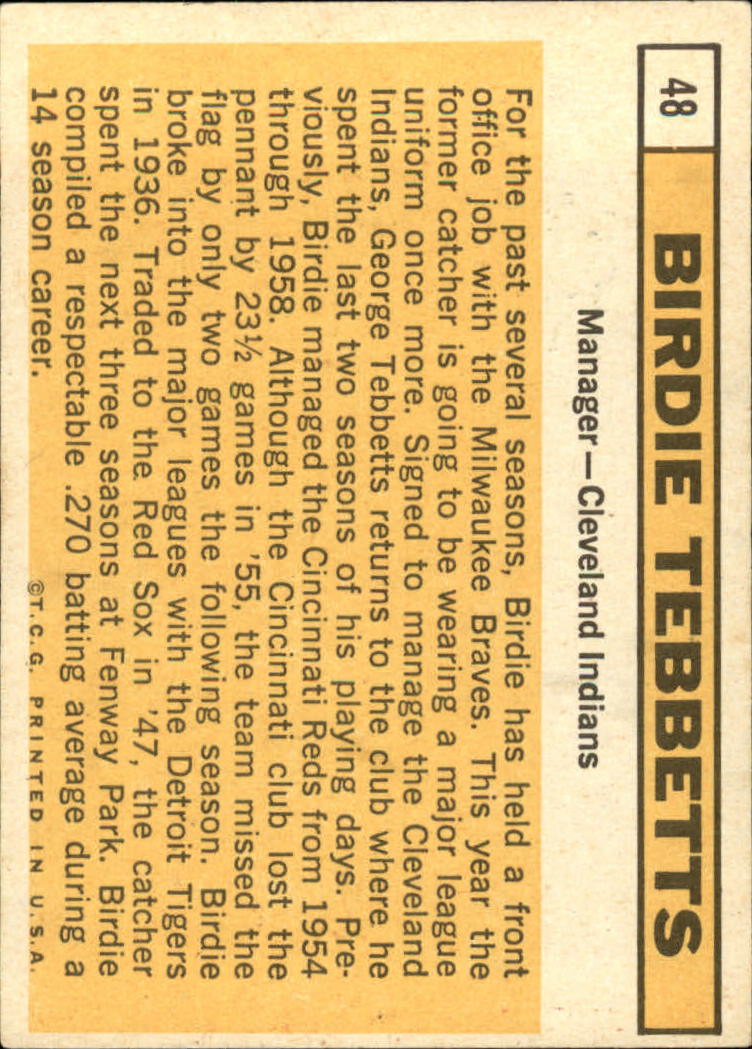 48
BIRDIE TEBBETTS
Manager—Cleveland Indians
For the past several seasons, Birdie has held a front
office job with the Milwaukee Braves. This year the
former catcher is going to be wearing a major league
uniform once more. Signed to manage the Cleveland
Indians, George Tebbetts returns to the club where he
spent the last two seasons of his playing days. Pre-
viously, Birdie managed the Cincinnati Reds from 1954
through 1958. Although the Cincinnati club lost the
pennant by 23½ games in '55, the team missed the
flag by only two games the following season. Birdie
broke into the major leagues with the Detroit Tigers
in 1936. Traded to the Red Sox in '47, the catcher
spent the next three seasons at Fenway Park. Birdie
compiled a respectable .270 batting average during a
14 season career.
©T.C.G. PRINTED IN U.S.A.